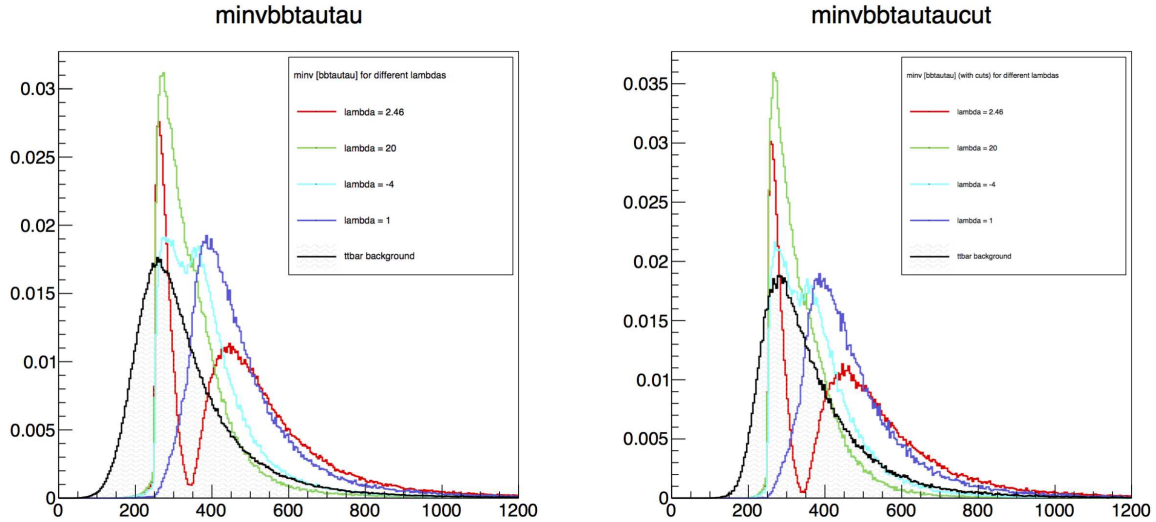 minvbbtautau
0.03
0.025
0.02
0.015
0.01
0.005
0
0 200 400 600 800 1000 1200
minv [bbtautau] for different lambdas
lambda = 2.46
lambda = 20
lambda = -4
lambda = 1
ttbar background
minvbbtautaucut
0.035
0.03
0.025
0.02
0.015
0.01
0.005
0
0 200 400 600 800 1000 1200
minv [bbtautau] (with cuts) for different lambdas
lambda = 2.46
lambda = 20
lambda = -4
lambda = 1
ttbar background